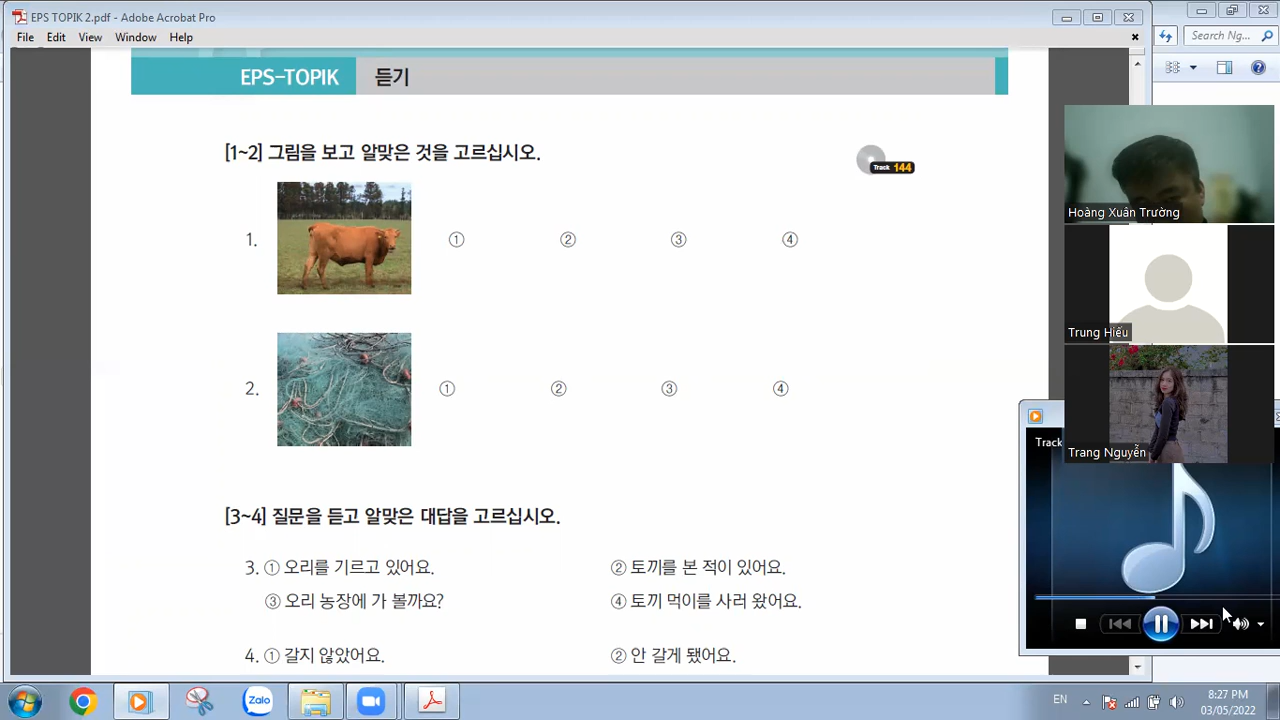 EPS TOPIK 2.pdf - Adobe Acrobat Pro
File Edit View Window Help
Search Ng...
EPS-TOPIK 듣기
[1~2] 그림을 보고 알맞은 것을 고르십시오.
Track 144
1. ① ② ③ ④
2. ① ② ③ ④
[3~4] 질문을 듣고 알맞은 대답을 고르십시오.
3. ① 오리를 기르고 있어요. ② 토끼를 본 적이 있어요.
③ 오리 농장에 가 볼까요? ④ 토끼 먹이를 사러 왔어요.
4. ① 갈지 않았어요. ② 안 갈게 됐어요.
Hoàng Xuân Trường
Trung Hiếu
Trang Nguyễn
Track
Zalo
EN
8:27 PM
03/05/2022